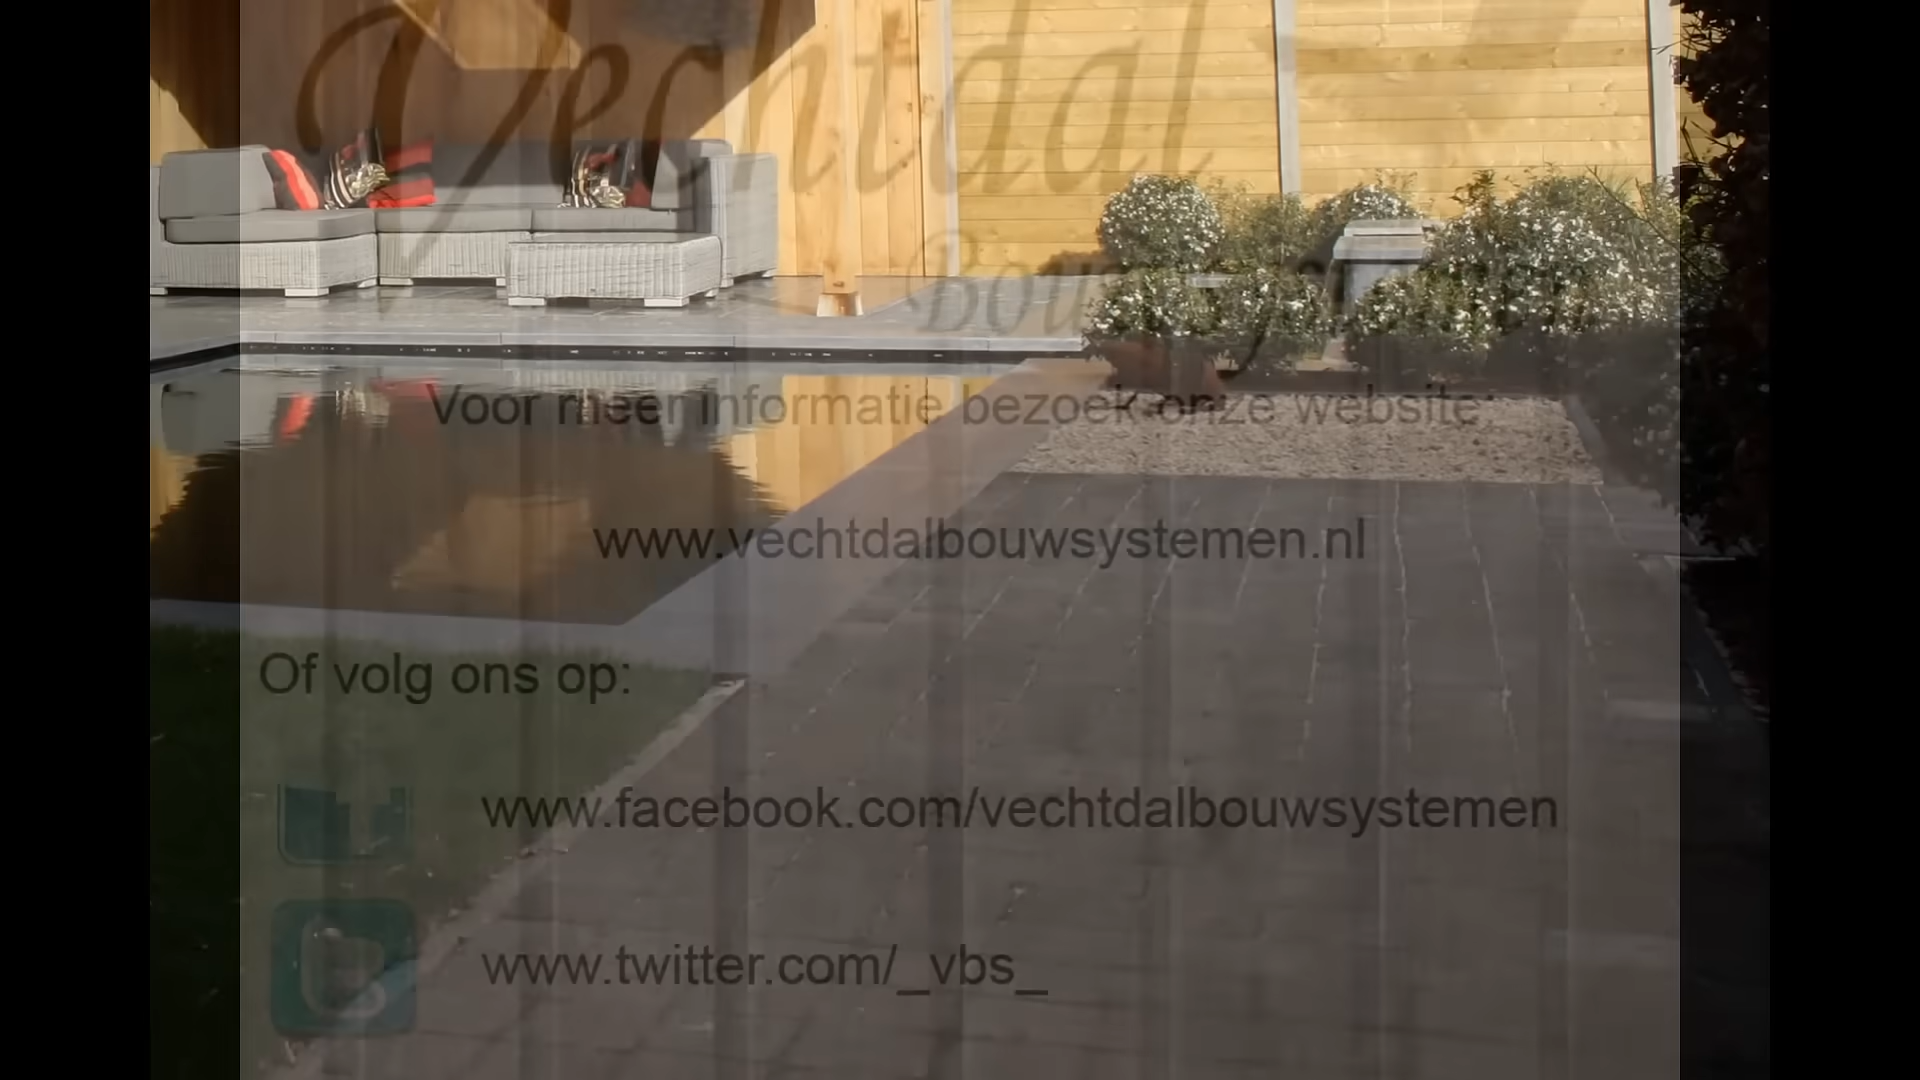 Vechtdal
Bouwsystemen
Voor meer informatie bezoek onze website:
www.vechtdalbouwsystemen.nl
Of volg ons op:
www.facebook.com/vechtdalbouwsystemen
www.twitter.com/_vbs_